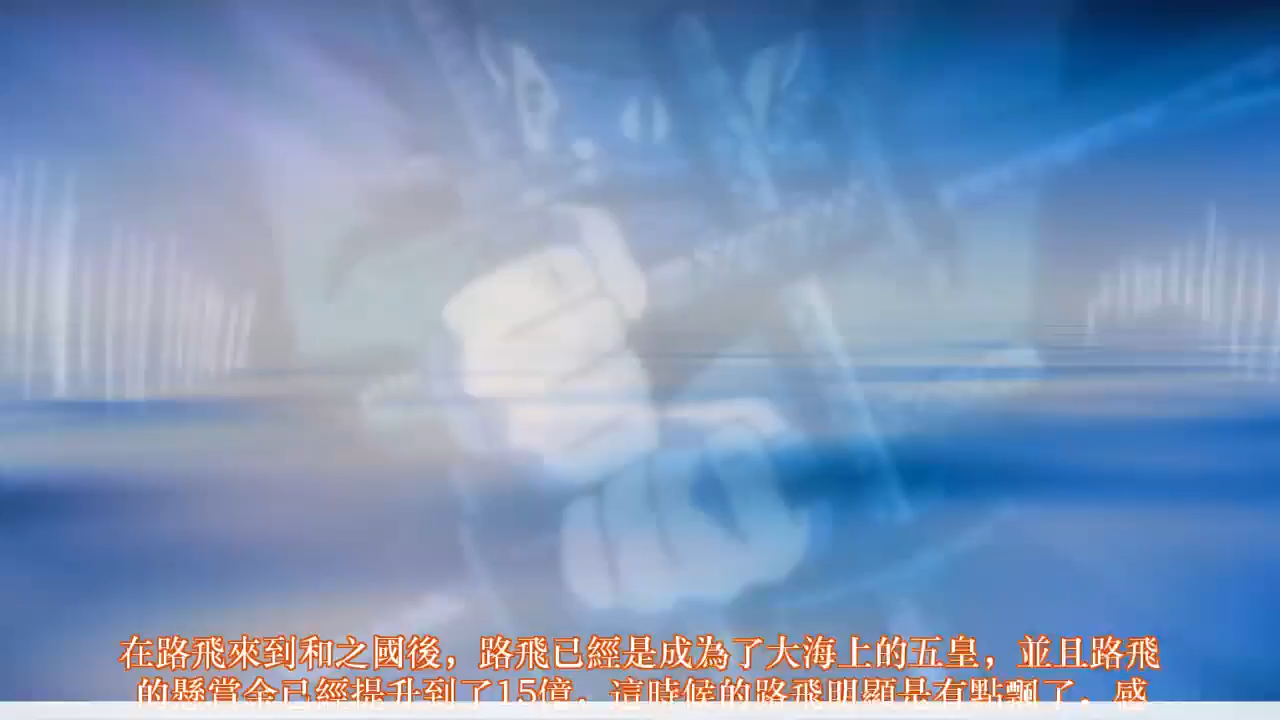 在路飛來到和之國後，路飛已經是成為了大海上的五皇，並且路飛
的懸賞金已經提升到了15億，這時候的路飛明顯是有點飄了，感